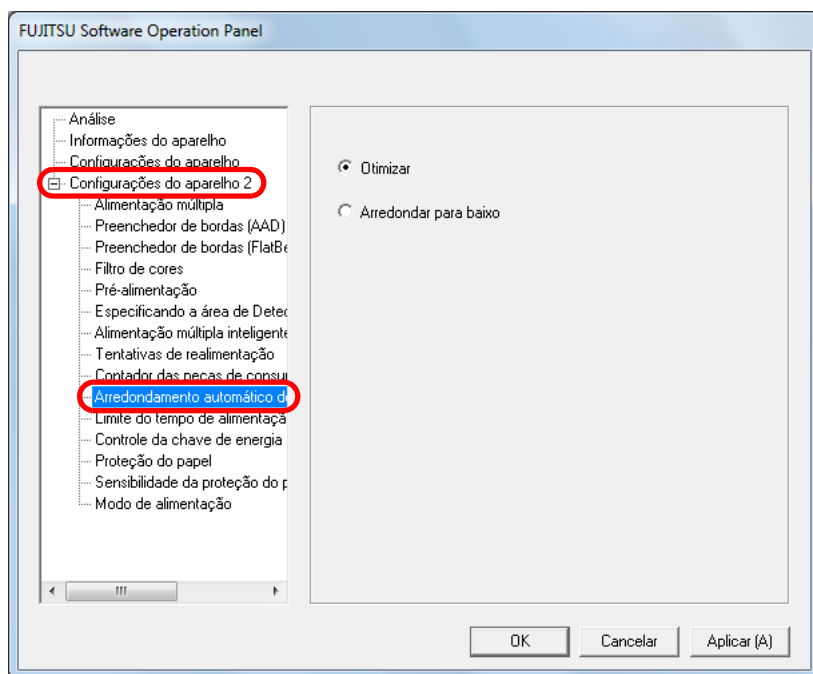 FUJITSU Software Operation Panel
Análise
Informações do aparelho
Configurações do aparelho
Configurações do aparelho 2
Alimentação múltipla
Preenchedor de bordas (AAD)
Preenchedor de bordas (FlatBe
Filtro de cores
Pré-alimentação
Especificando a área de Detec
Alimentação múltipla inteligente
Tentativas de realimentação
Contador das peças de consu
Arredondamento automático d
Limite do tempo de alimentaçã
Controle da chave de energia
Proteção do papel
Sensibilidade da proteção do p
Modo de alimentação
Otimizar
Arredondar para baixo
OK
Cancelar
Aplicar (A)